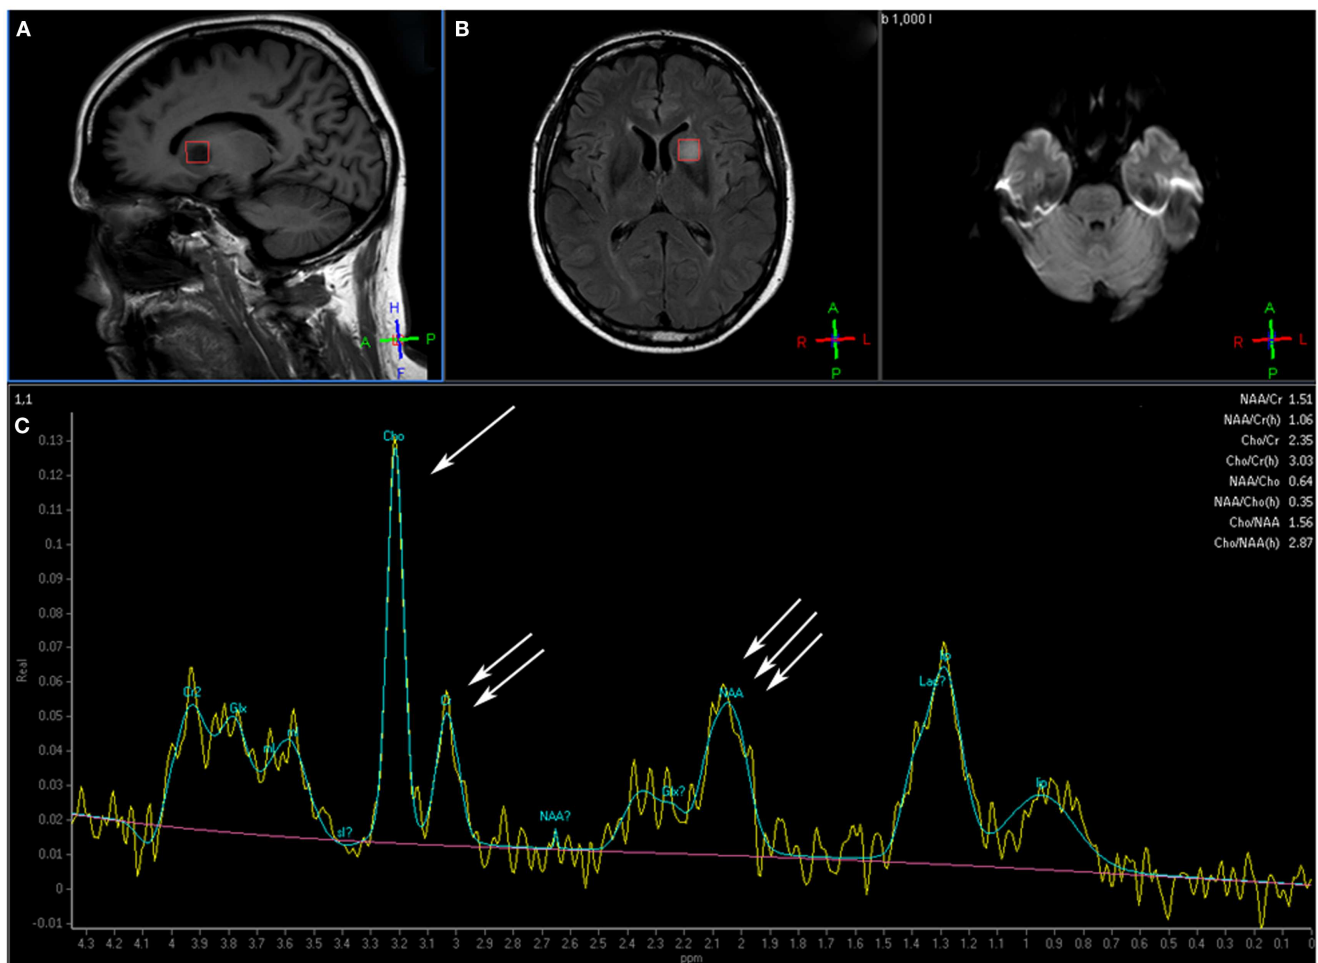 A
B
b 1,000 I
H
A L P
F
A
R L
P
A
R L
P
1,1
C
NAA/Cr 1.51
NAA/Cr(h) 1.06
Cho/Cr 2.35
Cho/Cr(h) 3.03
NAA/Cho 0.64
NAA/Cho(h) 0.35
Cho/NAA 1.56
Cho/NAA(h) 2.87
0.13
0.12
0.1
0.09
0.08
0.07
0.06
0.05
0.04
0.03
0.02
0.01
0
-0.01
Real
Cho
Cr2
Glx
sI?
NAA?
Glx?
NAA
Lac?
lip
4.3 4.2 4.1 4 3.9 3.8 3.7 3.6 3.5 3.4 3.3 3.2 3.1 3 2.9 2.8 2.7 2.6 2.5 2.4 2.3 2.2 2.1 2 1.9 1.8 1.7 1.6 1.5 1.4 1.3 1.2 1.1 1 0.9 0.8 0.7 0.6 0.5 0.4 0.3 0.2 0.1 0
ppm